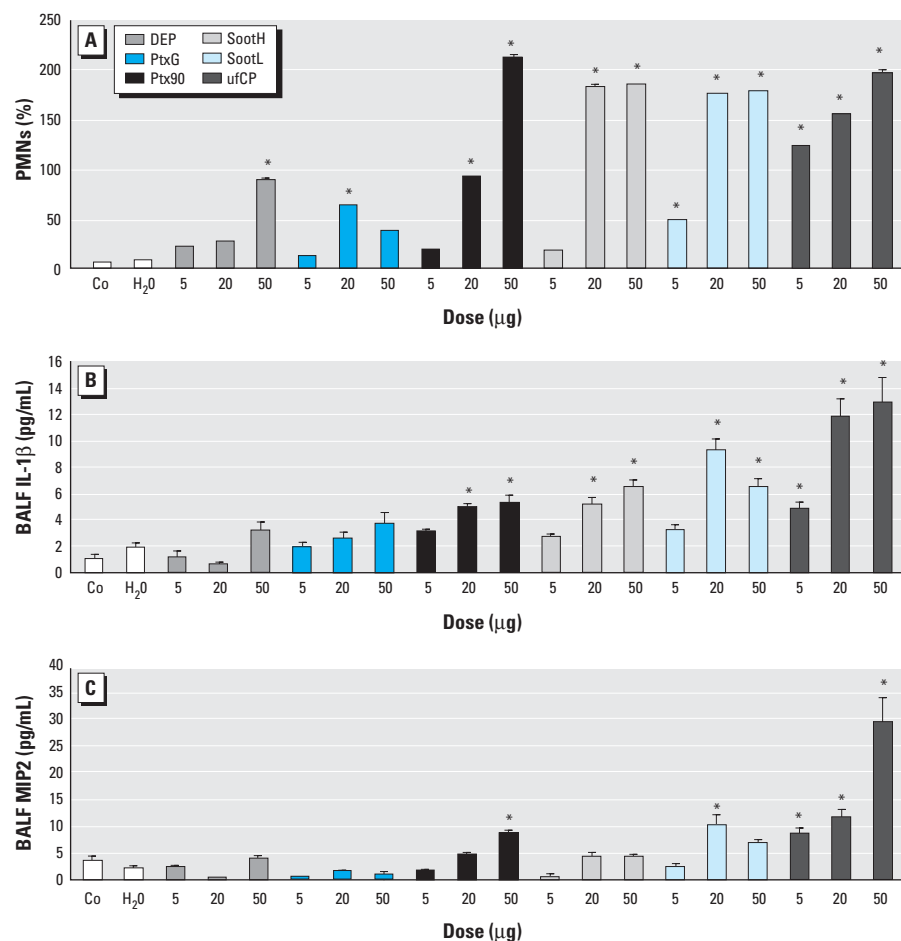 A
DEP SootH
PtxG SootL
Ptx90 ufCP
PMNs (%)
250
200
150
100
50
0
* * * * * * * * * * * *
Co H₂0 5 20 50 5 20 50 5 20 50 5 20 50 5 20 50 5 20 50
Dose (μg)
B
BALF IL-1β (pg/mL)
16
14
12
10
8
6
4
2
0
* * * * * * * * *
Co H₂0 5 20 50 5 20 50 5 20 50 5 20 50 5 20 50 5 20 50
Dose (μg)
C
BALF MIP2 (pg/mL)
40
35
30
25
20
15
10
5
0
* * * * *
Co H₂0 5 20 50 5 20 50 5 20 50 5 20 50 5 20 50 5 20 50
Dose (μg)